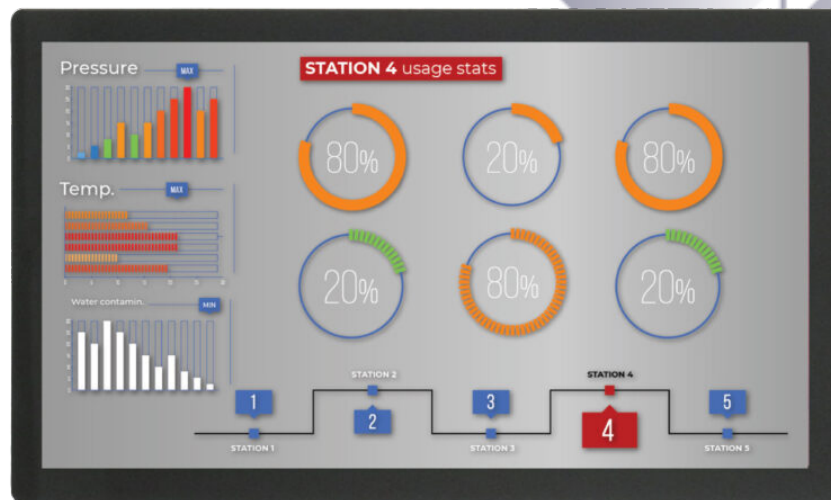 Pressure
MAX
STATION 4 usage stats
80%
20%
80%
Temp.
MAX
20%
80%
20%
Water contamin.
MIN
STATION 2
STATION 4
1
3
5
2
4
STATION 1
STATION 3
STATION 5